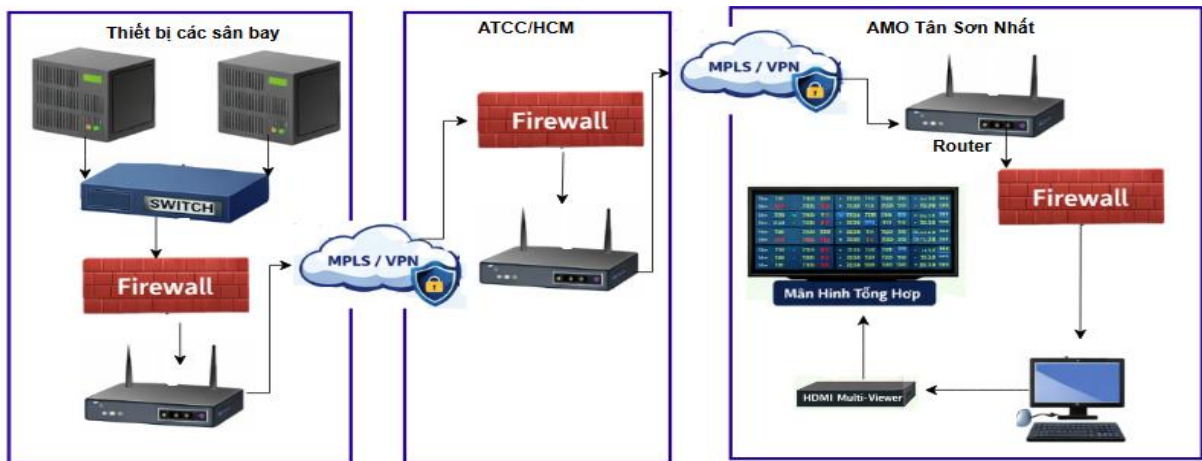 Thiết bị các sân bay
SWITCH
Firewall
MPLS / VPN
ATCC/HCM
Firewall
MPLS / VPN
AMO Tân Sơn Nhất
Router
Firewall
Màn Hình Tổng Hợp
HDMI Multi-Viewer